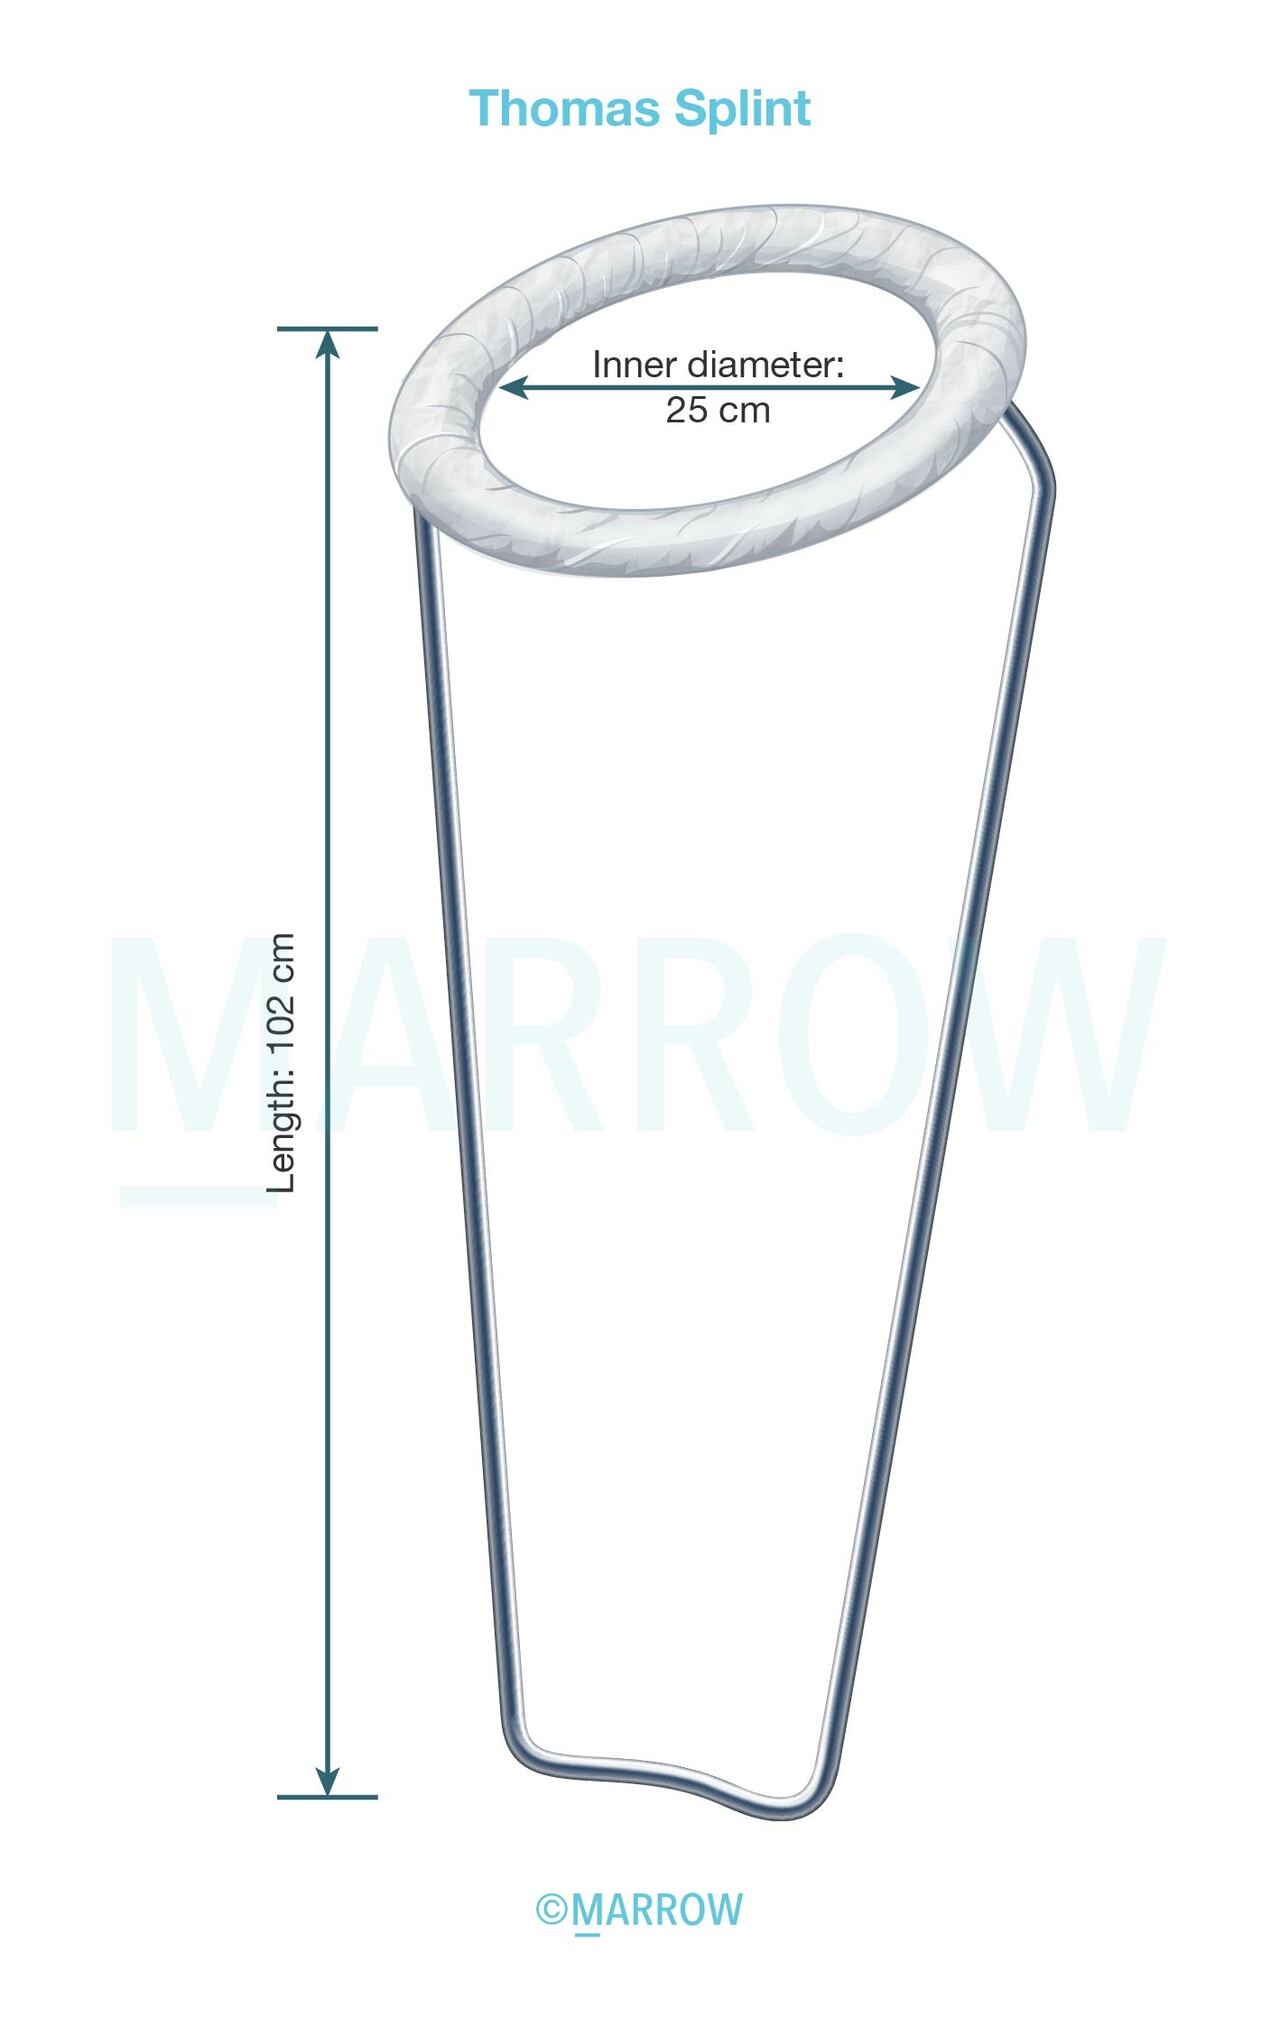 Thomas Splint
Inner diameter:
25 cm
Length: 102 cm
MARROW
©MARROW